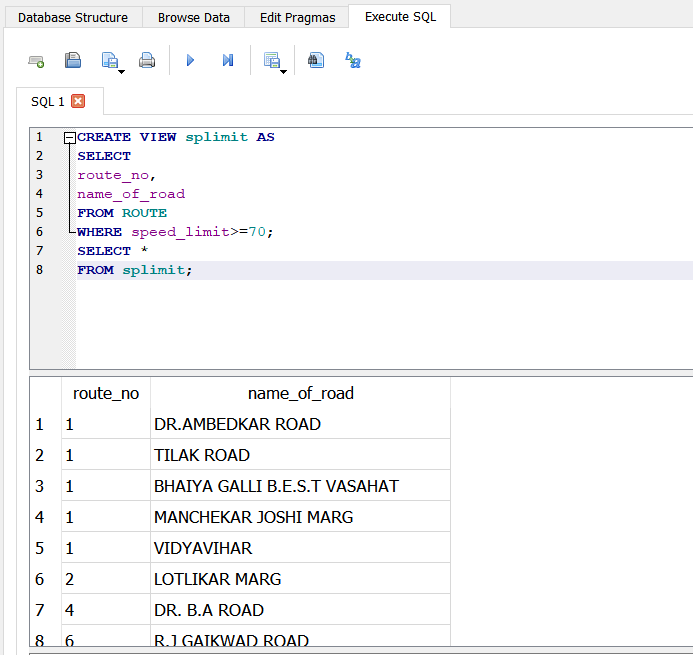 Database Structure Browse Data Edit Pragmas Execute SQL
SQL 1
1 CREATE VIEW splimit AS
2 SELECT
3 route_no,
4 name_of_road
5 FROM ROUTE
6 WHERE speed_limit>=70;
7 SELECT *
8 FROM splimit;
route_no name_of_road
1 1 DR.AMBEDKAR ROAD
2 1 TILAK ROAD
3 1 BHAIYA GALLI B.E.S.T VASAHAT
4 1 MANCHEKAR JOSHI MARG
5 1 VIDYAVIHAR
6 2 LOTLIKAR MARG
7 4 DR. B.A ROAD
8 6 R.J GAIKWAD ROAD